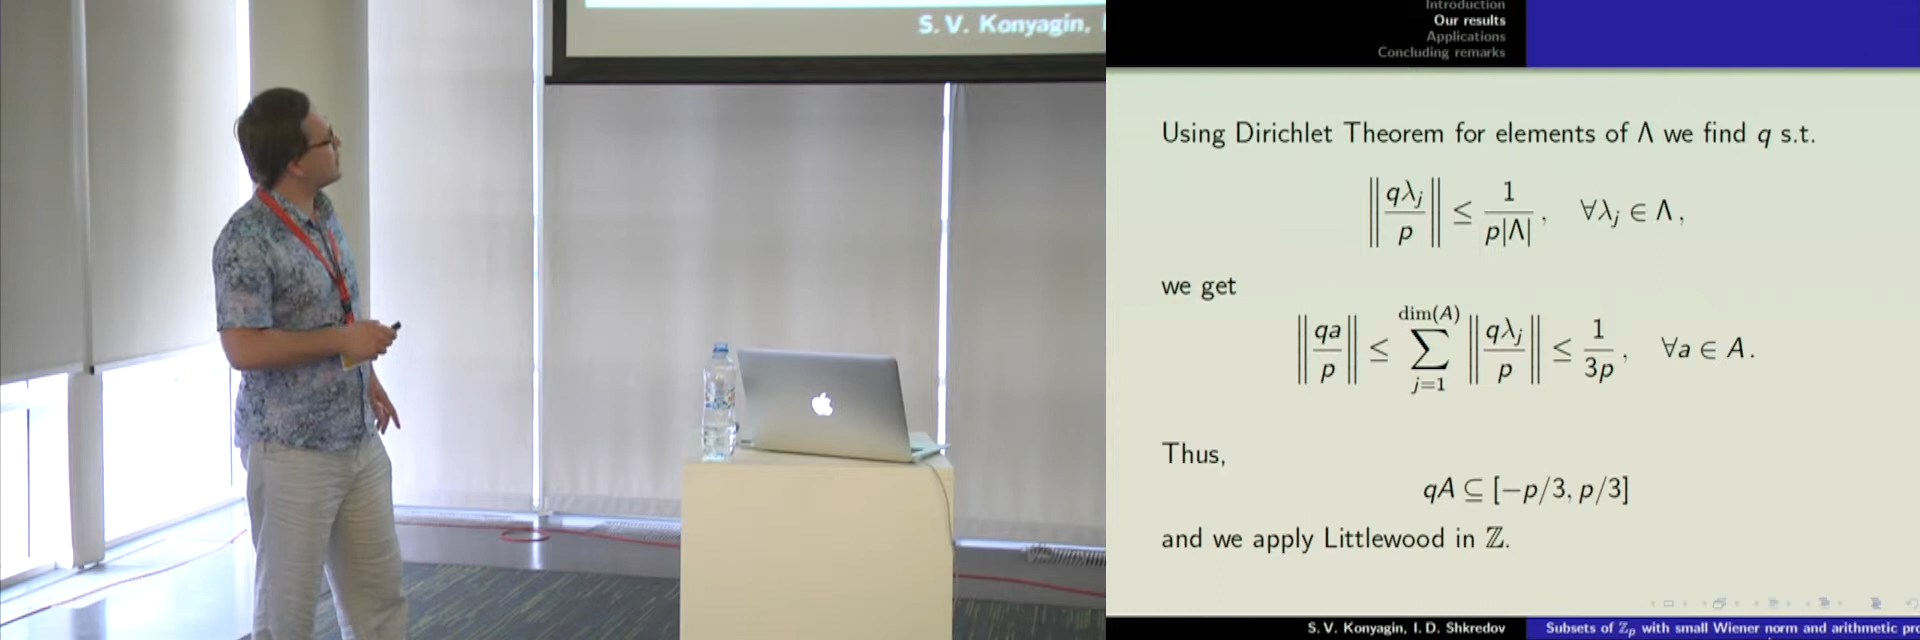 S. V. Konyagin,
Introduction
Our results
Applications
Concluding remarks
Using Dirichlet Theorem for elements of Λ we find q s.t.
‖qλ_j/p‖ ≤ 1/(p|Λ|), ∀λ_j ∈ Λ,
we get
‖qa/p‖ ≤ ∑_{j=1}^{dim(A)} ‖qλ_j/p‖ ≤ 1/(3p), ∀a ∈ A.
Thus,
qA ⊆ [−p/3, p/3]
and we apply Littlewood in ℤ.
S. V. Konyagin, I. D. Shkredov
Subsets of ℤ_p with small Wiener norm and arithmetic pro